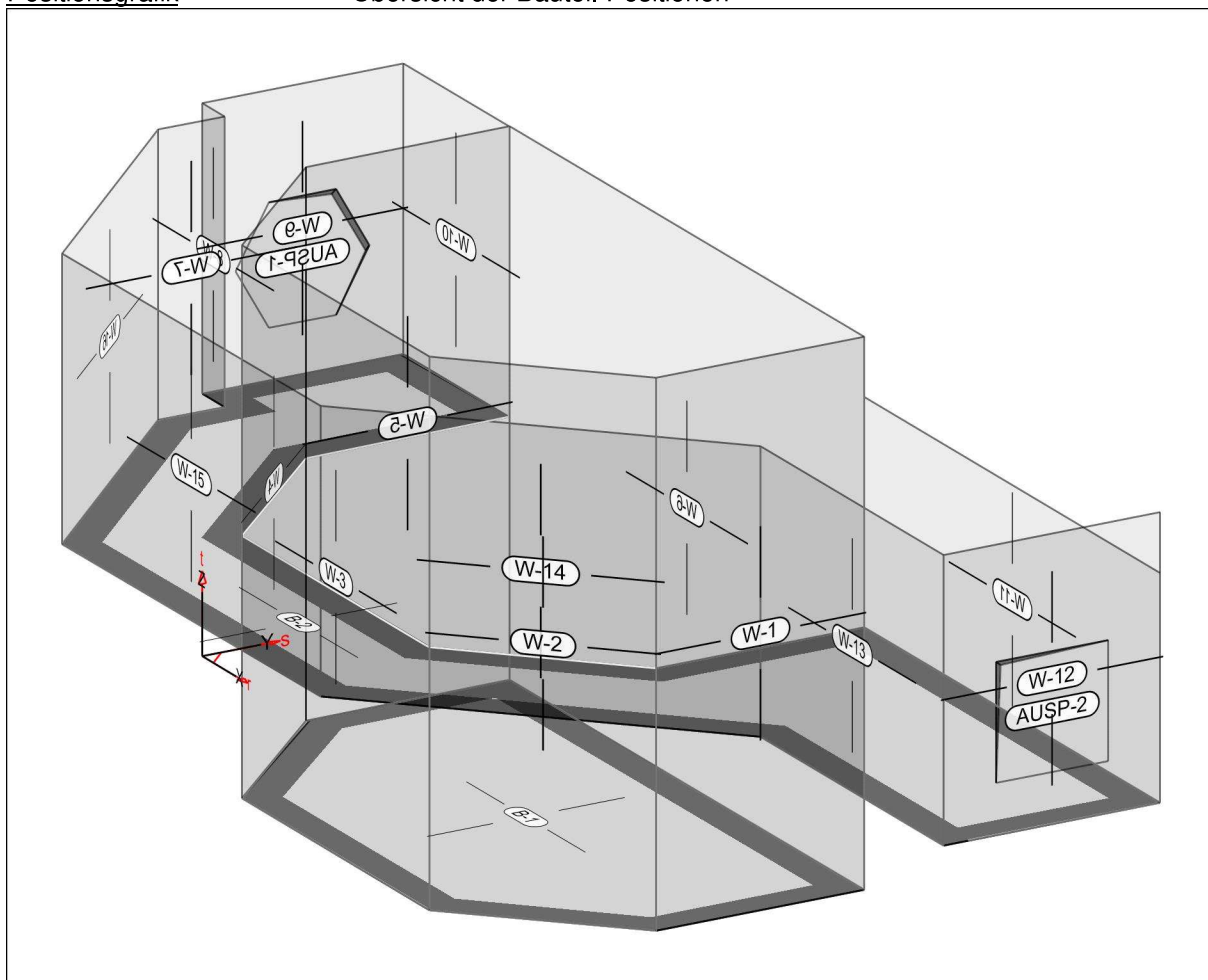 Positionsgrafik Übersicht der Bauteil Positionen
W-9
W-10
W-8
AUSP-1
W-7
W-16
W-5
W-15
W-4
W-6
W-14
W-3
t
Z
B-2
W-2
W-1
W-11
Y s
W-13
X r
W-12
AUSP-2
B-1